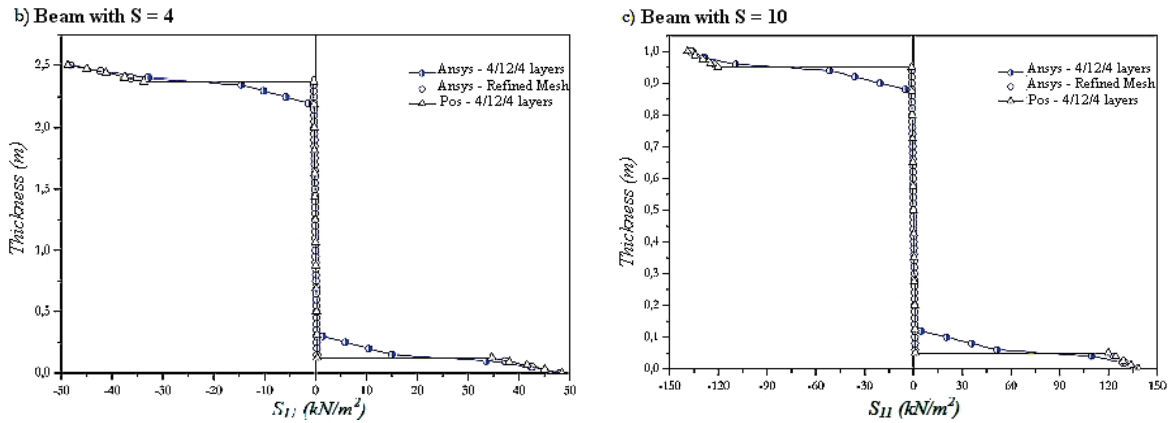 b) Beam with S = 4
Ansys - 4/12/4 layers
Ansys - Refined Mesh
Pos - 4/12/4 layers
Thickness (m)
2,5
2,0
1,5
1,0
0,5
0,0
-50 -40 -30 -20 -10 0 10 20 30 40 50
S11 (kN/m²)
c) Beam with S = 10
Ansys - 4/12/4 layers
Ansys - Refined Mesh
Pos - 4/12/4 layers
Thickness (m)
1,0
0,9
0,8
0,7
0,6
0,5
0,4
0,3
0,2
0,1
0,0
-150 -120 -90 -60 -30 0 30 60 90 120 150
S11 (kN/m²)